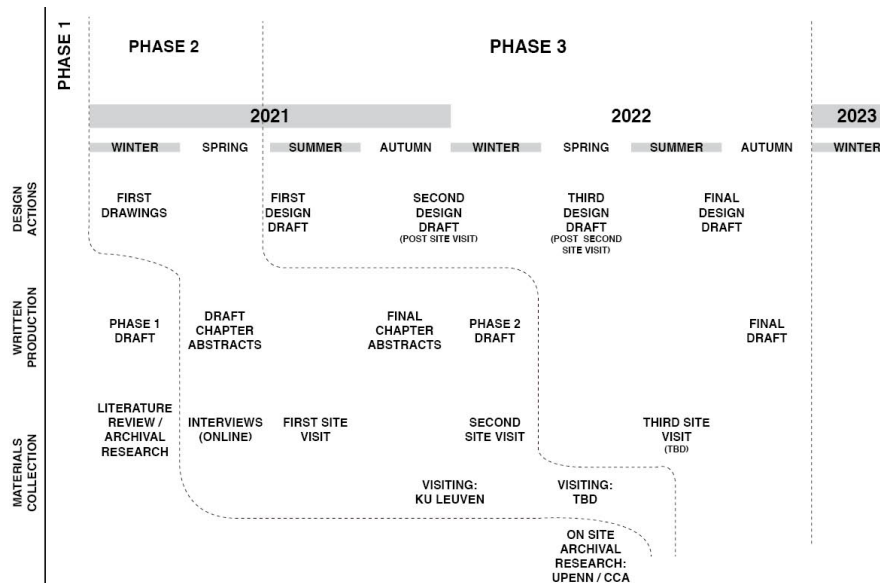 PHASE 1
PHASE 2
PHASE 3
2021
2022
2023
WINTER
SPRING
SUMMER
AUTUMN
WINTER
SPRING
SUMMER
AUTUMN
WINTER
DESIGN
ACTIONS
FIRST
DRAWINGS
FIRST
DESIGN
DRAFT
SECOND
DESIGN
DRAFT
(POST SITE VISIT)
THIRD
DESIGN
DRAFT
(POST SECOND
SITE VISIT)
FINAL
DESIGN
DRAFT
WRITTEN
PRODUCTION
PHASE 1
DRAFT
DRAFT
CHAPTER
ABSTRACTS
FINAL
CHAPTER
ABSTRACTS
PHASE 2
DRAFT
FINAL
DRAFT
MATERIALS
COLLECTION
LITERATURE
REVIEW /
ARCHIVAL
RESEARCH
INTERVIEWS
(ONLINE)
FIRST SITE
VISIT
SECOND
SITE VISIT
THIRD SITE
VISIT
(TBD)
VISITING:
KU LEUVEN
VISITING:
TBD
ON SITE
ARCHIVAL
RESEARCH:
UPENN / CCA